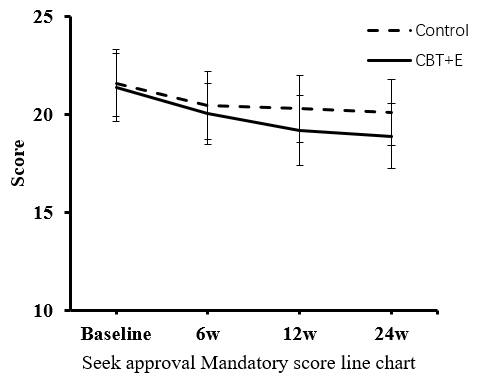 25
20
15
10
Score
Control
CBT+E
Baseline 6w 12w 24w
Seek approval Mandatory score line chart